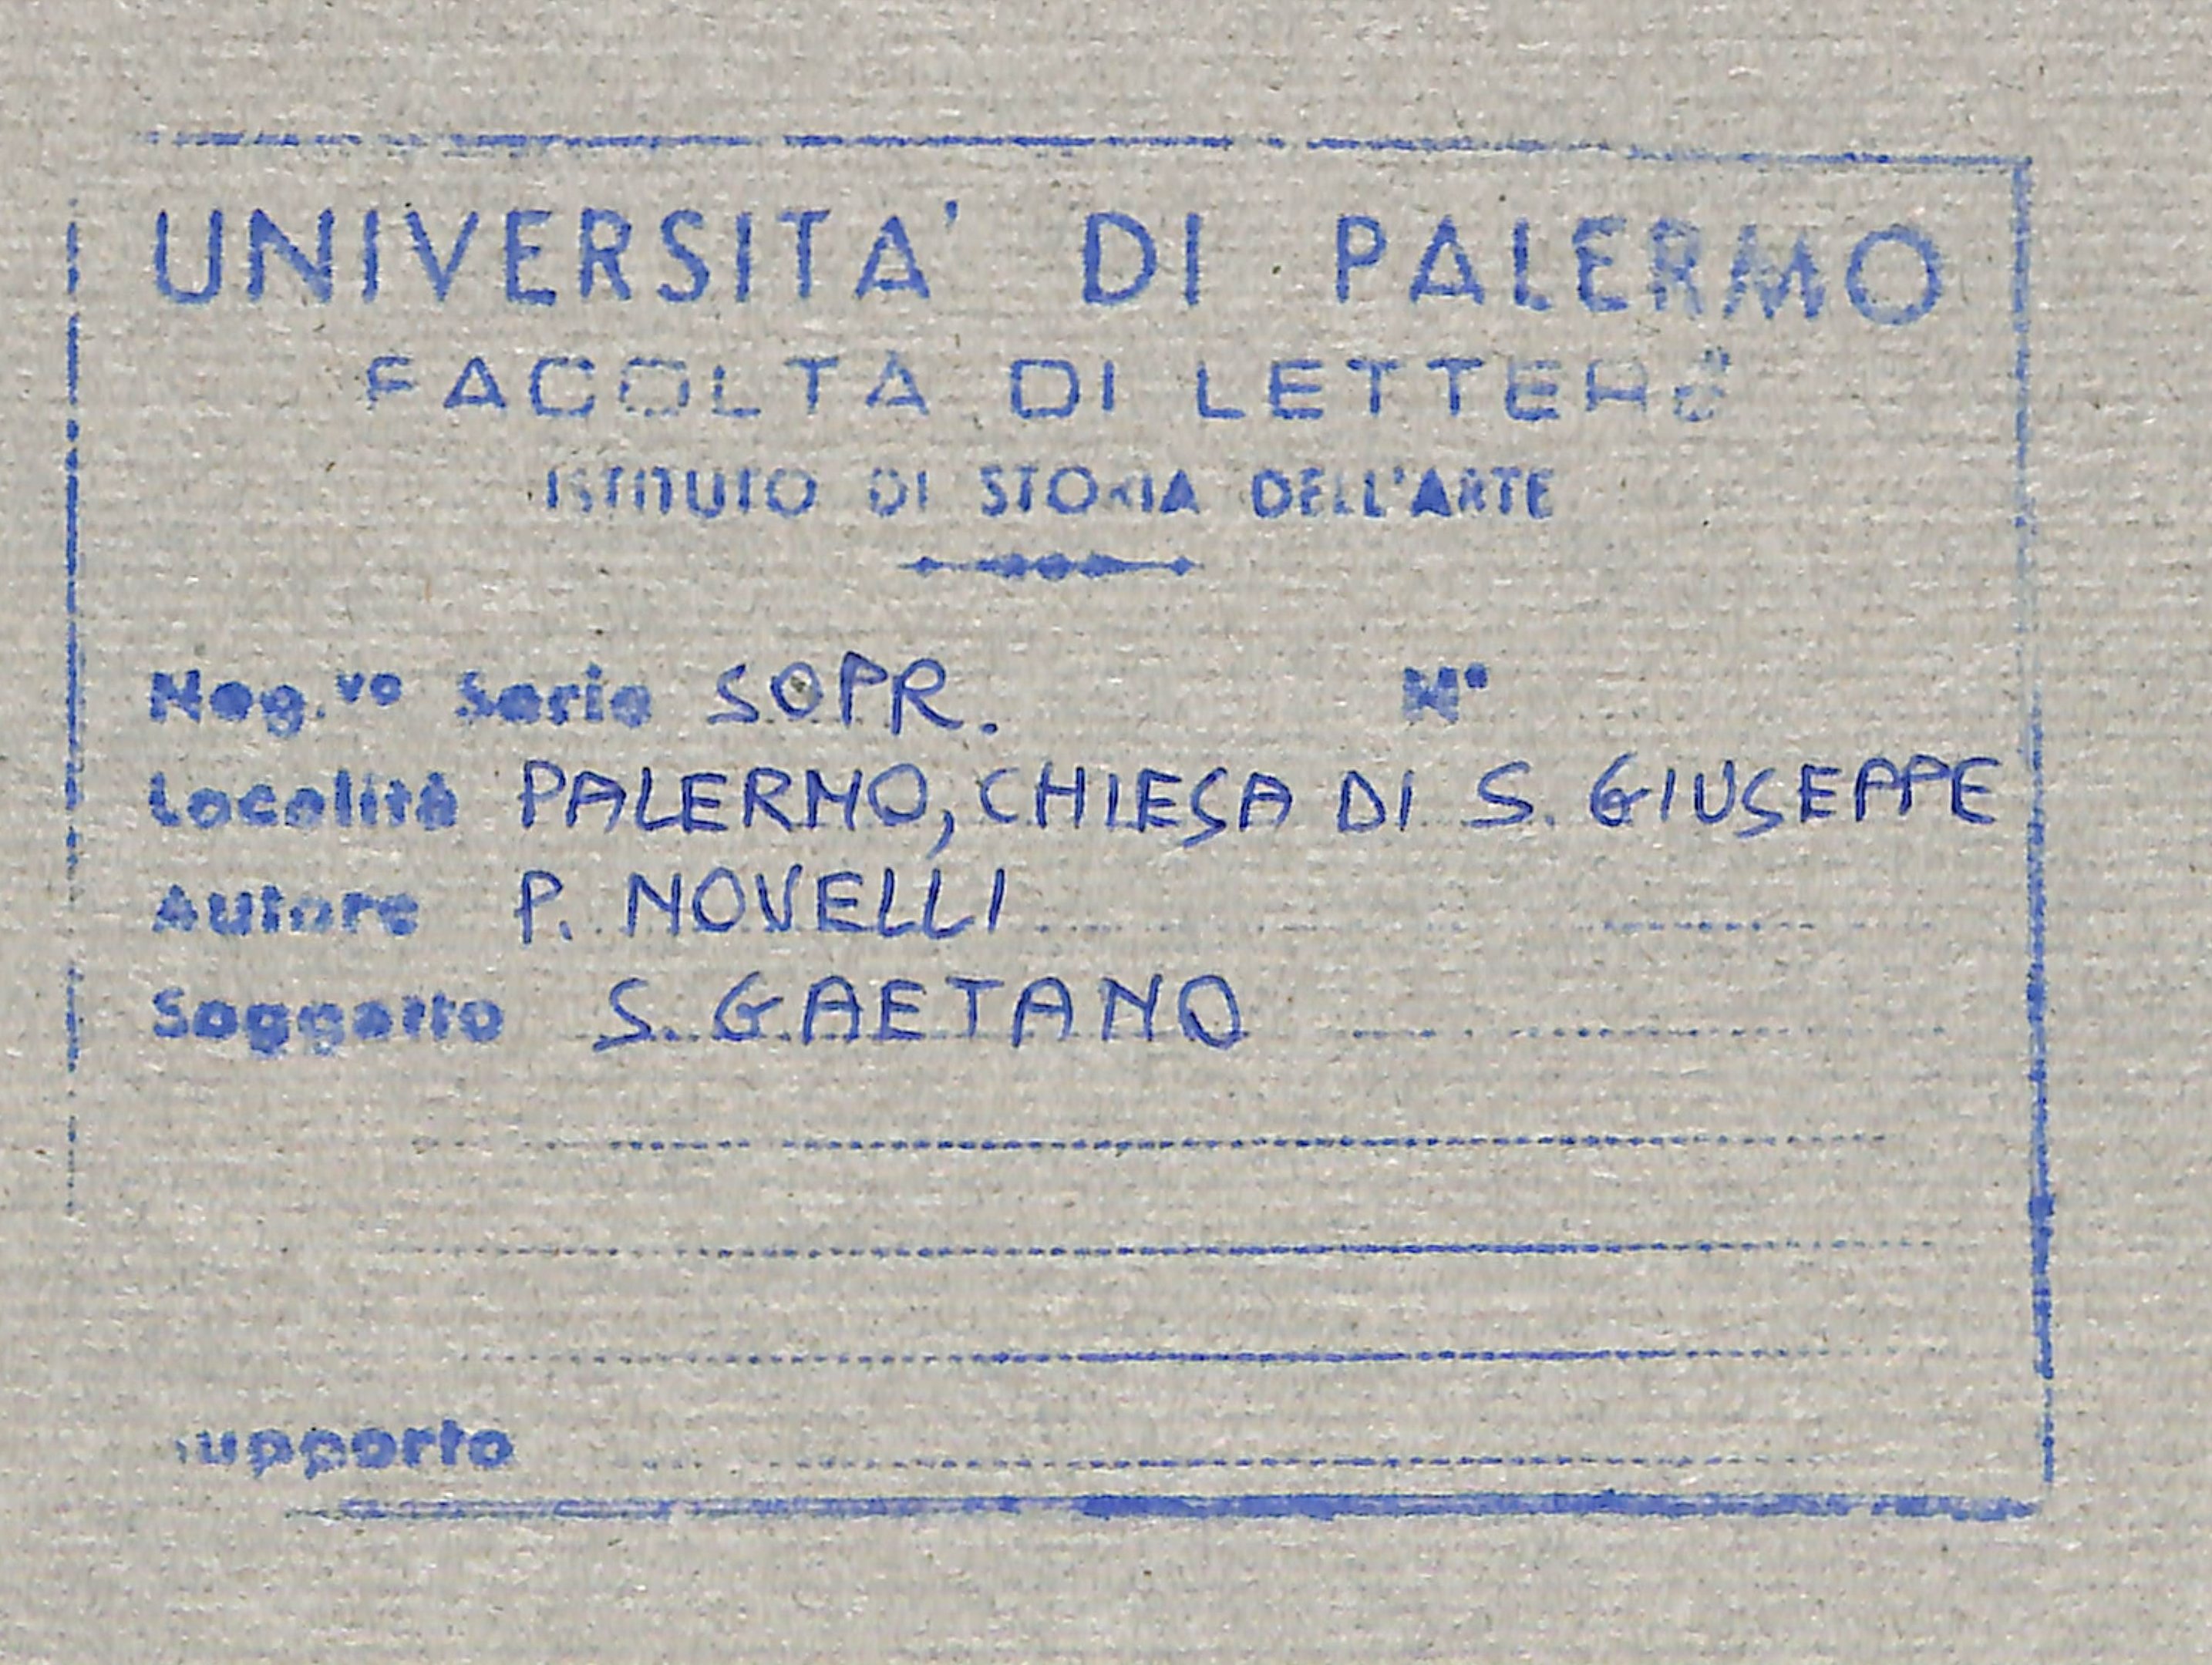 UNIVERSITA' DI PALERMO
FACOLTA DI LETTERE
ISTITUTO DI STORIA DELL'ARTE
Neg.vo Serie SOPR. N°
Località PALERMO, CHIESA DI S. GIUSEPPE
Autore P. NOVELLI
Soggetto S. GAETANO
Supporto